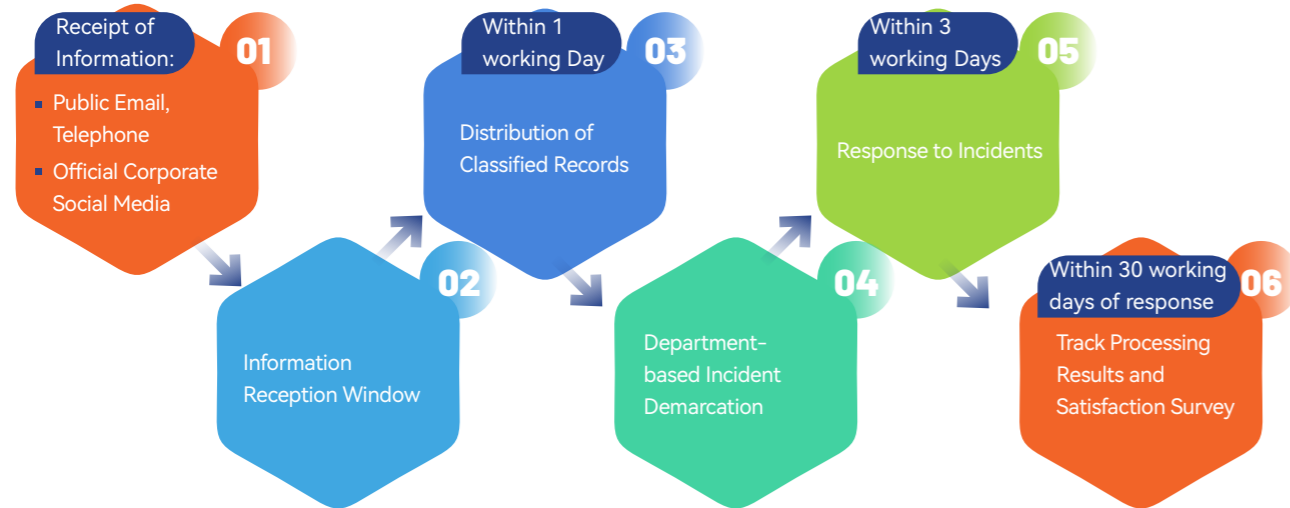 Receipt of
Information:
01
Public Email,
Telephone
Official Corporate
Social Media
02
Information
Reception Window
Within 1
working Day
03
Distribution of
Classified Records
04
Department-
based Incident
Demarcation
Within 3
working Days
05
Response to Incidents
Within 30 working
days of response
06
Track Processing
Results and
Satisfaction Survey